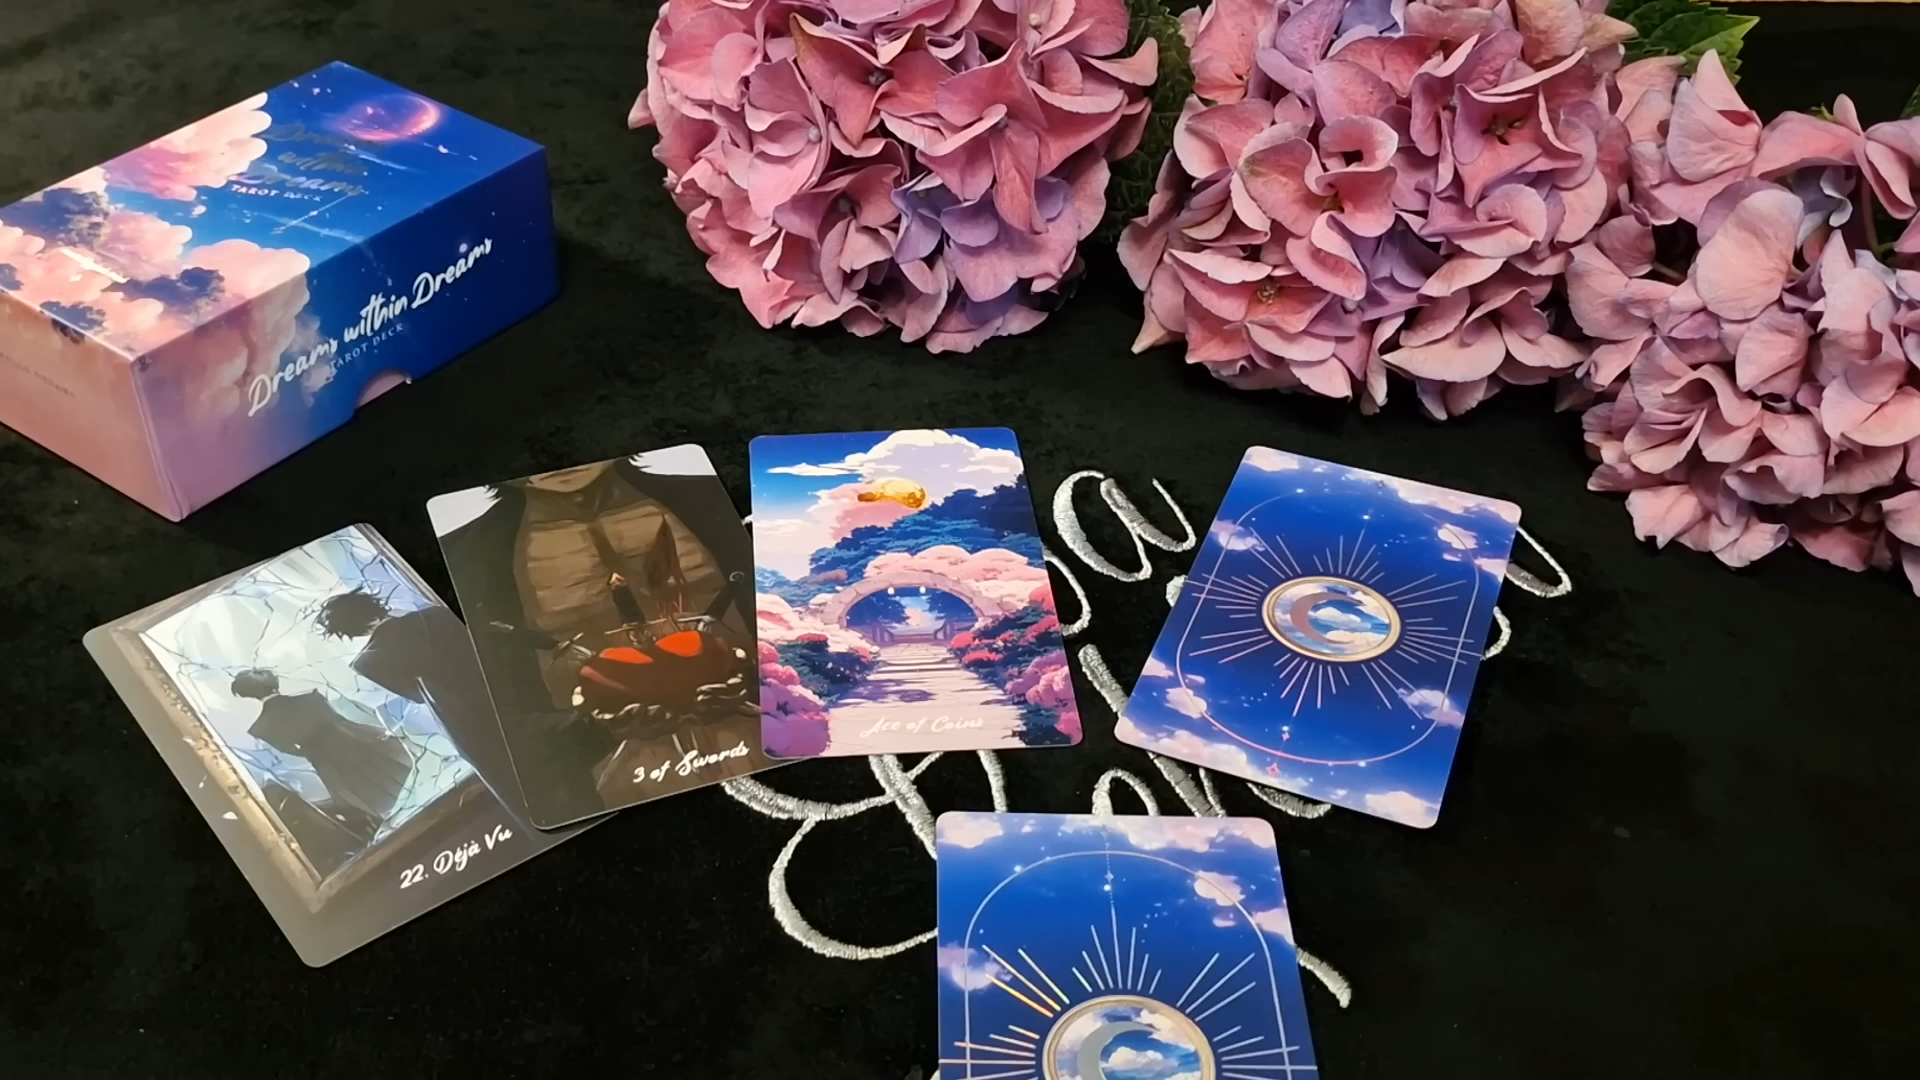 Dreams
within
Dreams
TAROT DECK
Dreams within Dreams
TAROT DECK
22. Déjà Vu
3 of Swords
Ace of Coins